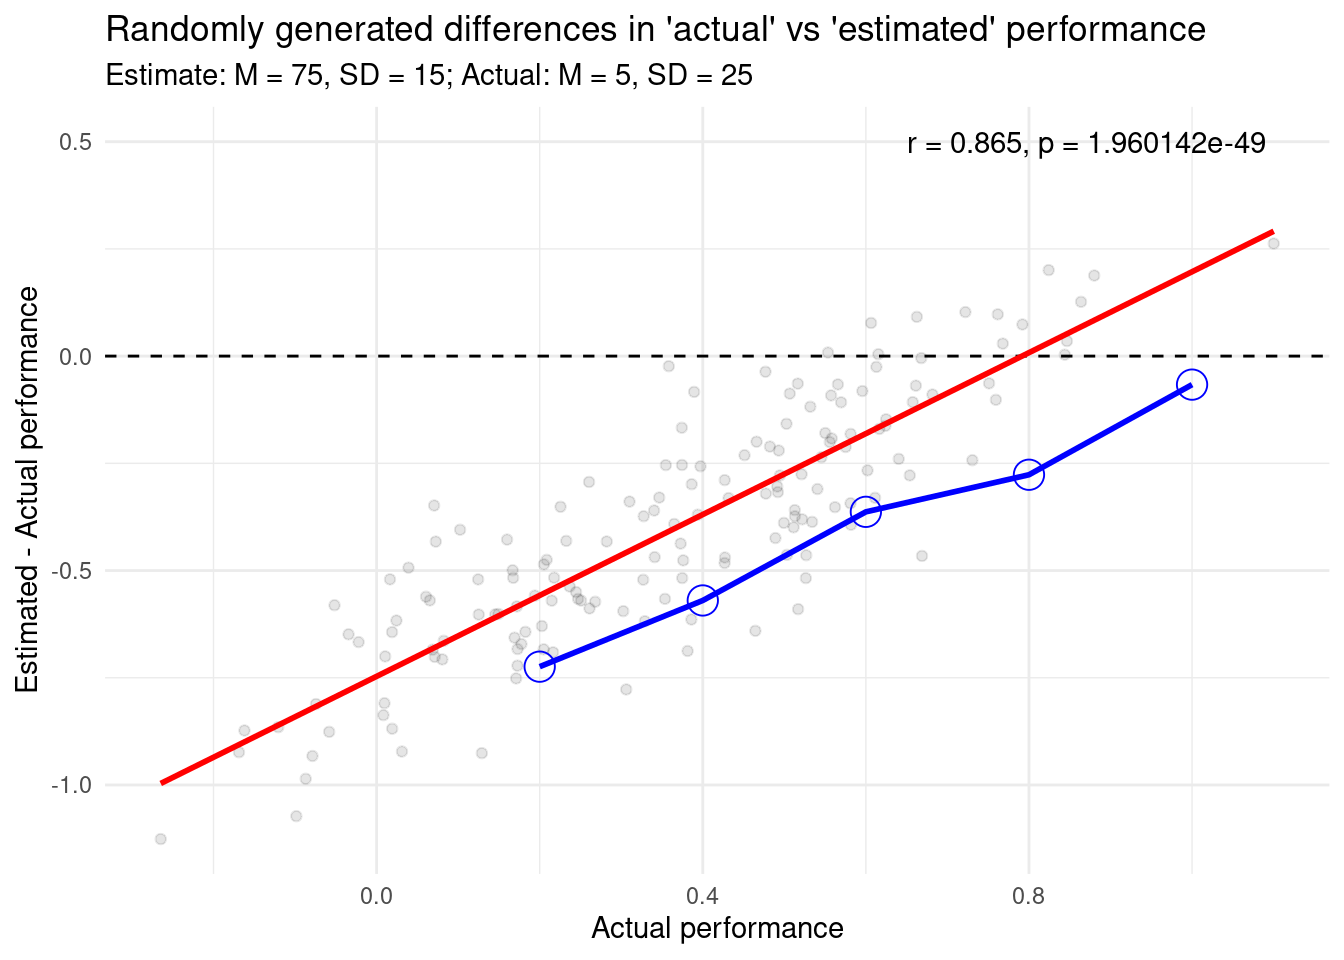 Randomly generated differences in 'actual' vs 'estimated' performance
Estimate: M = 75, SD = 15; Actual: M = 5, SD = 25
r = 0.865, p = 1.960142e-49
0.5
0.0
-0.5
-1.0
Estimated - Actual performance
0.0
0.4
0.8
Actual performance